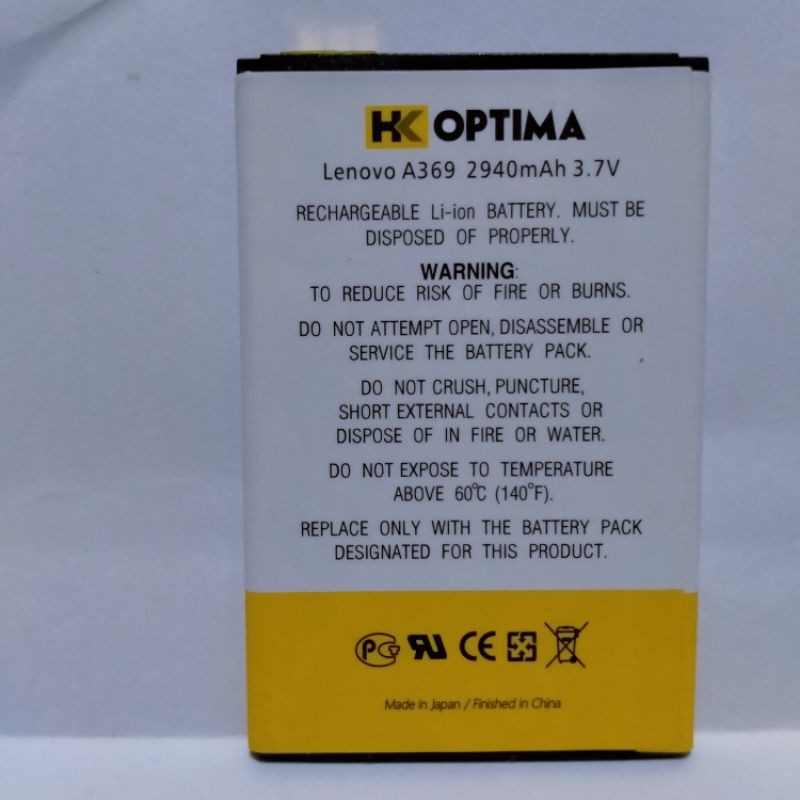 HK OPTIMA
Lenovo A369 2940mAh 3.7V
RECHARGEABLE Li-ion BATTERY. MUST BE
DISPOSED OF PROPERLY.
WARNING:
TO REDUCE RISK OF FIRE OR BURNS.
DO NOT ATTEMPT OPEN, DISASSEMBLE OR
SERVICE THE BATTERY PACK.
DO NOT CRUSH, PUNCTURE,
SHORT EXTERNAL CONTACTS OR
DISPOSE OF IN FIRE OR WATER.
DO NOT EXPOSE TO TEMPERATURE
ABOVE 60℃ (140°F).
REPLACE ONLY WITH THE BATTERY PACK
DESIGNATED FOR THIS PRODUCT.
CE
Made in Japan / Finished in China